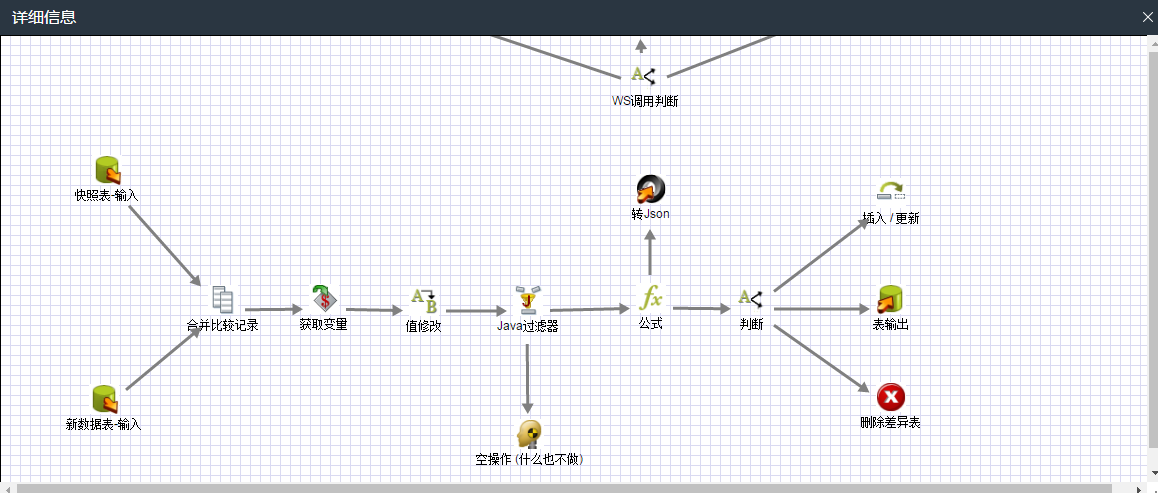 详细信息
WS调用判断
快照表-输入
转Json
插入 / 更新
合并比较记录
获取变量
值修改
Java过滤器
公式
判断
表输出
新数据表-输入
删除差异表
空操作 (什么也不做)